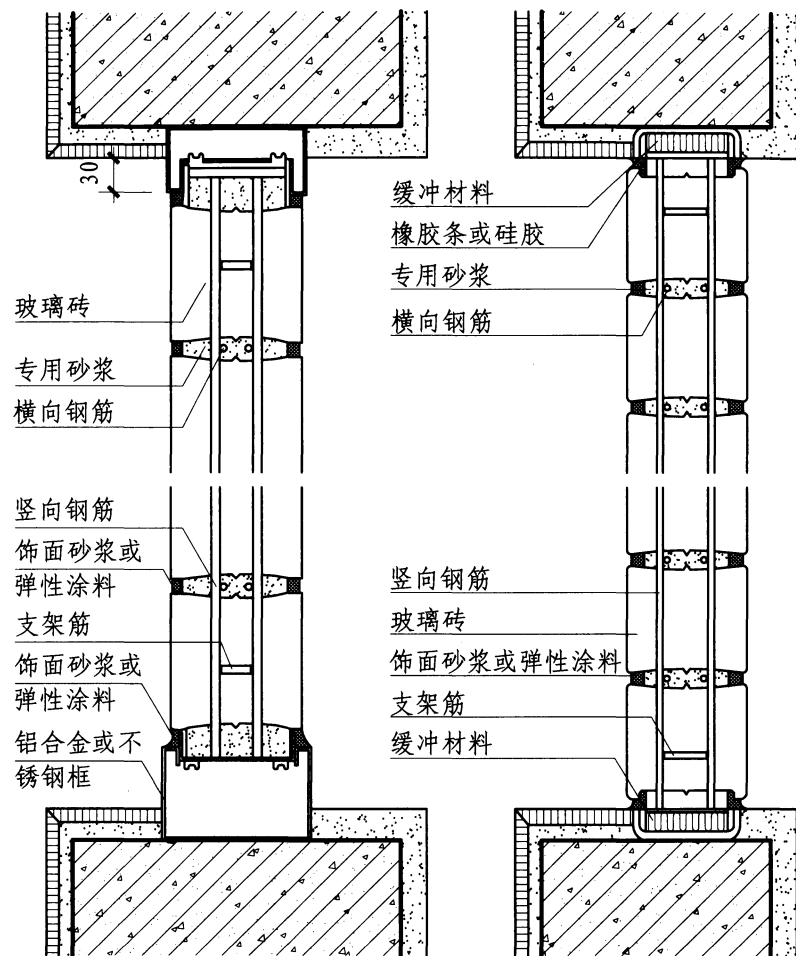 30
玻璃砖
专用砂浆
横向钢筋
竖向钢筋
饰面砂浆或
弹性涂料
支架筋
饰面砂浆或
弹性涂料
铝合金或不
锈钢框
缓冲材料
橡胶条或硅胶
专用砂浆
横向钢筋
竖向钢筋
玻璃砖
饰面砂浆或弹性涂料
支架筋
缓冲材料